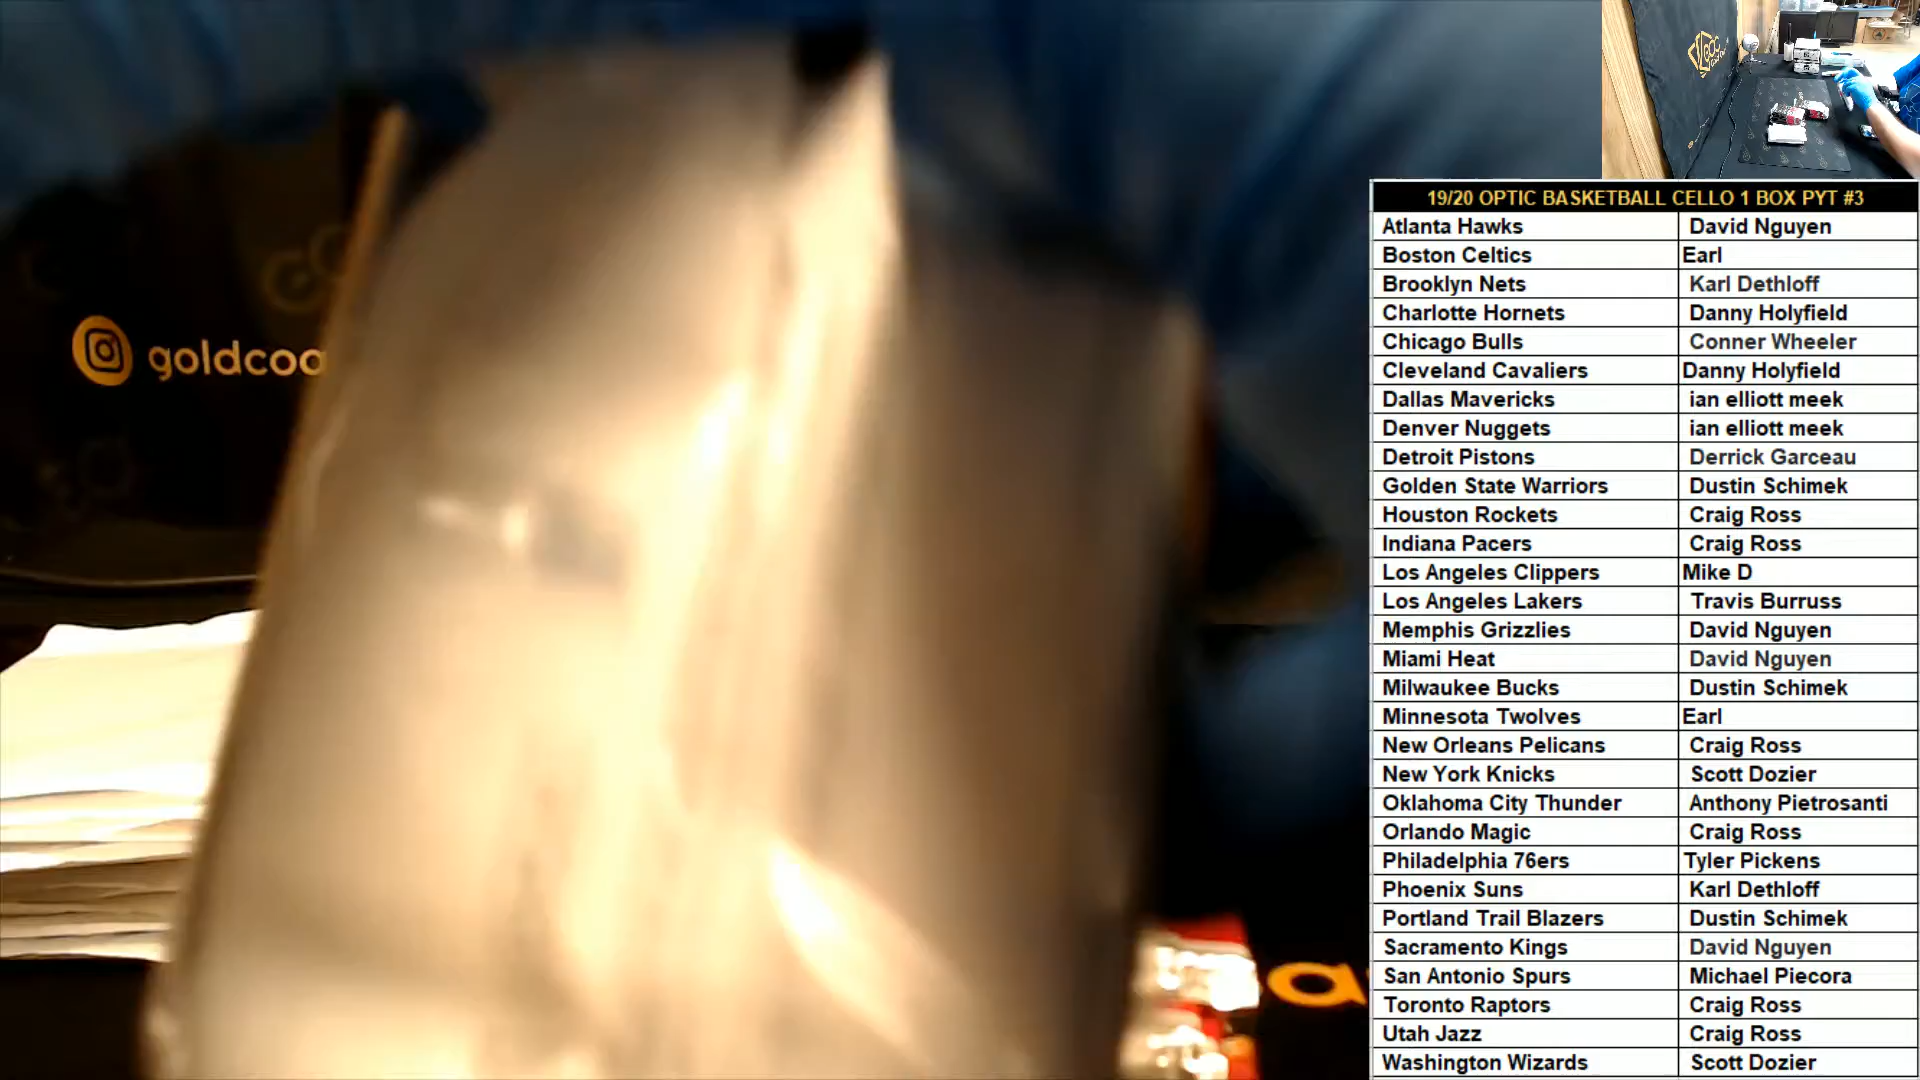 goldcoa
19/20 OPTIC BASKETBALL CELLO 1 BOX PYT #3
Atlanta Hawks David Nguyen
Boston Celtics Earl
Brooklyn Nets Karl Dethloff
Charlotte Hornets Danny Holyfield
Chicago Bulls Conner Wheeler
Cleveland Cavaliers Danny Holyfield
Dallas Mavericks ian elliott meek
Denver Nuggets ian elliott meek
Detroit Pistons Derrick Garceau
Golden State Warriors Dustin Schimek
Houston Rockets Craig Ross
Indiana Pacers Craig Ross
Los Angeles Clippers Mike D
Los Angeles Lakers Travis Burruss
Memphis Grizzlies David Nguyen
Miami Heat David Nguyen
Milwaukee Bucks Dustin Schimek
Minnesota Twolves Earl
New Orleans Pelicans Craig Ross
New York Knicks Scott Dozier
Oklahoma City Thunder Anthony Pietrosanti
Orlando Magic Craig Ross
Philadelphia 76ers Tyler Pickens
Phoenix Suns Karl Dethloff
Portland Trail Blazers Dustin Schimek
Sacramento Kings David Nguyen
San Antonio Spurs Michael Piecora
Toronto Raptors Craig Ross
Utah Jazz Craig Ross
Washington Wizards Scott Dozier